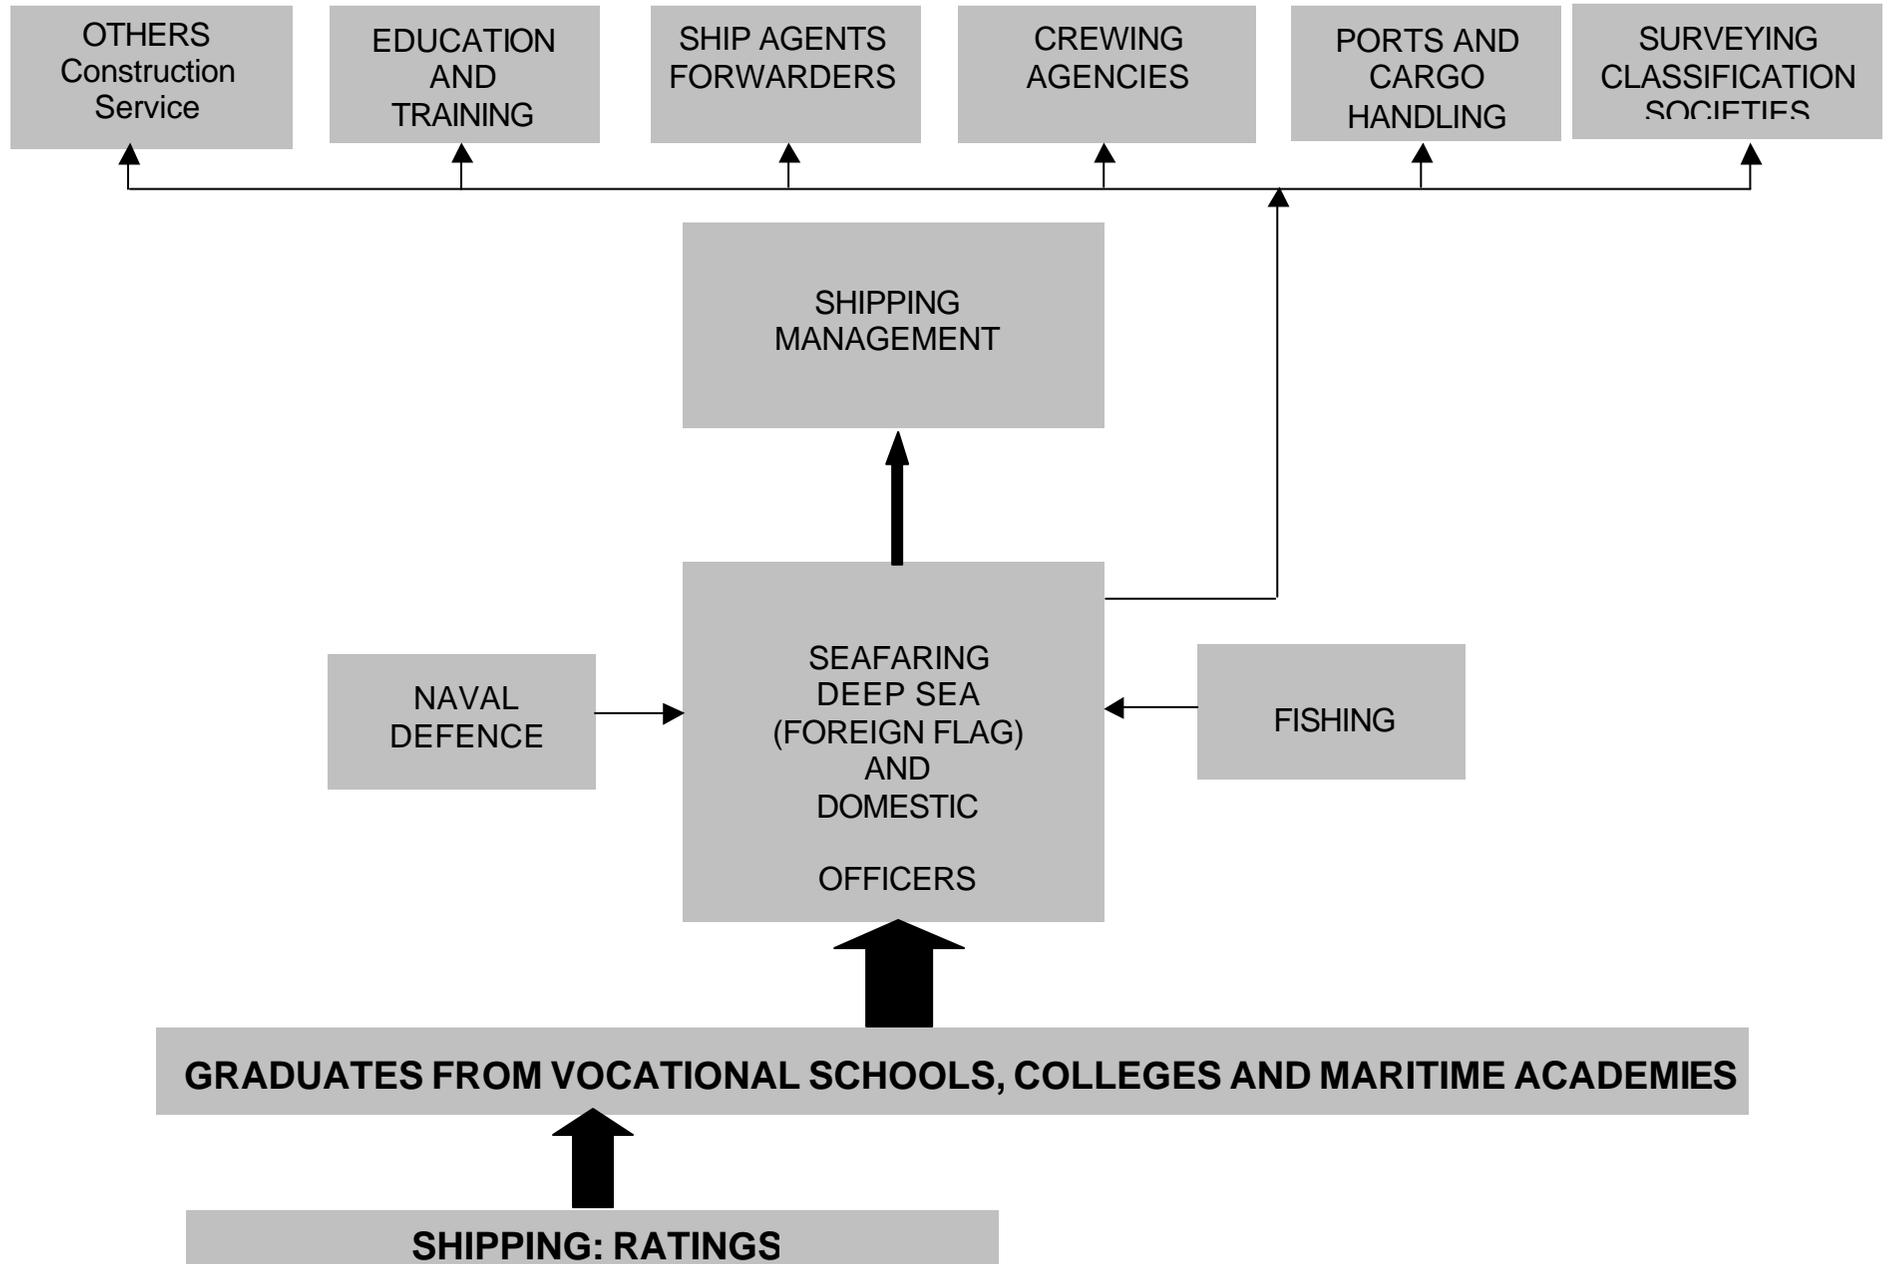 OTHERS
Construction
Service
EDUCATION
AND
TRAINING
SHIP AGENTS
FORWARDERS
CREWING
AGENCIES
PORTS AND
CARGO
HANDLING
SURVEYING
CLASSIFICATION
SOCIETIES
SHIPPING
MANAGEMENT
NAVAL
DEFENCE
SEAFARING
DEEP SEA
(FOREIGN FLAG)
AND
DOMESTIC
OFFICERS
FISHING
GRADUATES FROM VOCATIONAL SCHOOLS, COLLEGES AND MARITIME ACADEMIES
SHIPPING: RATINGS